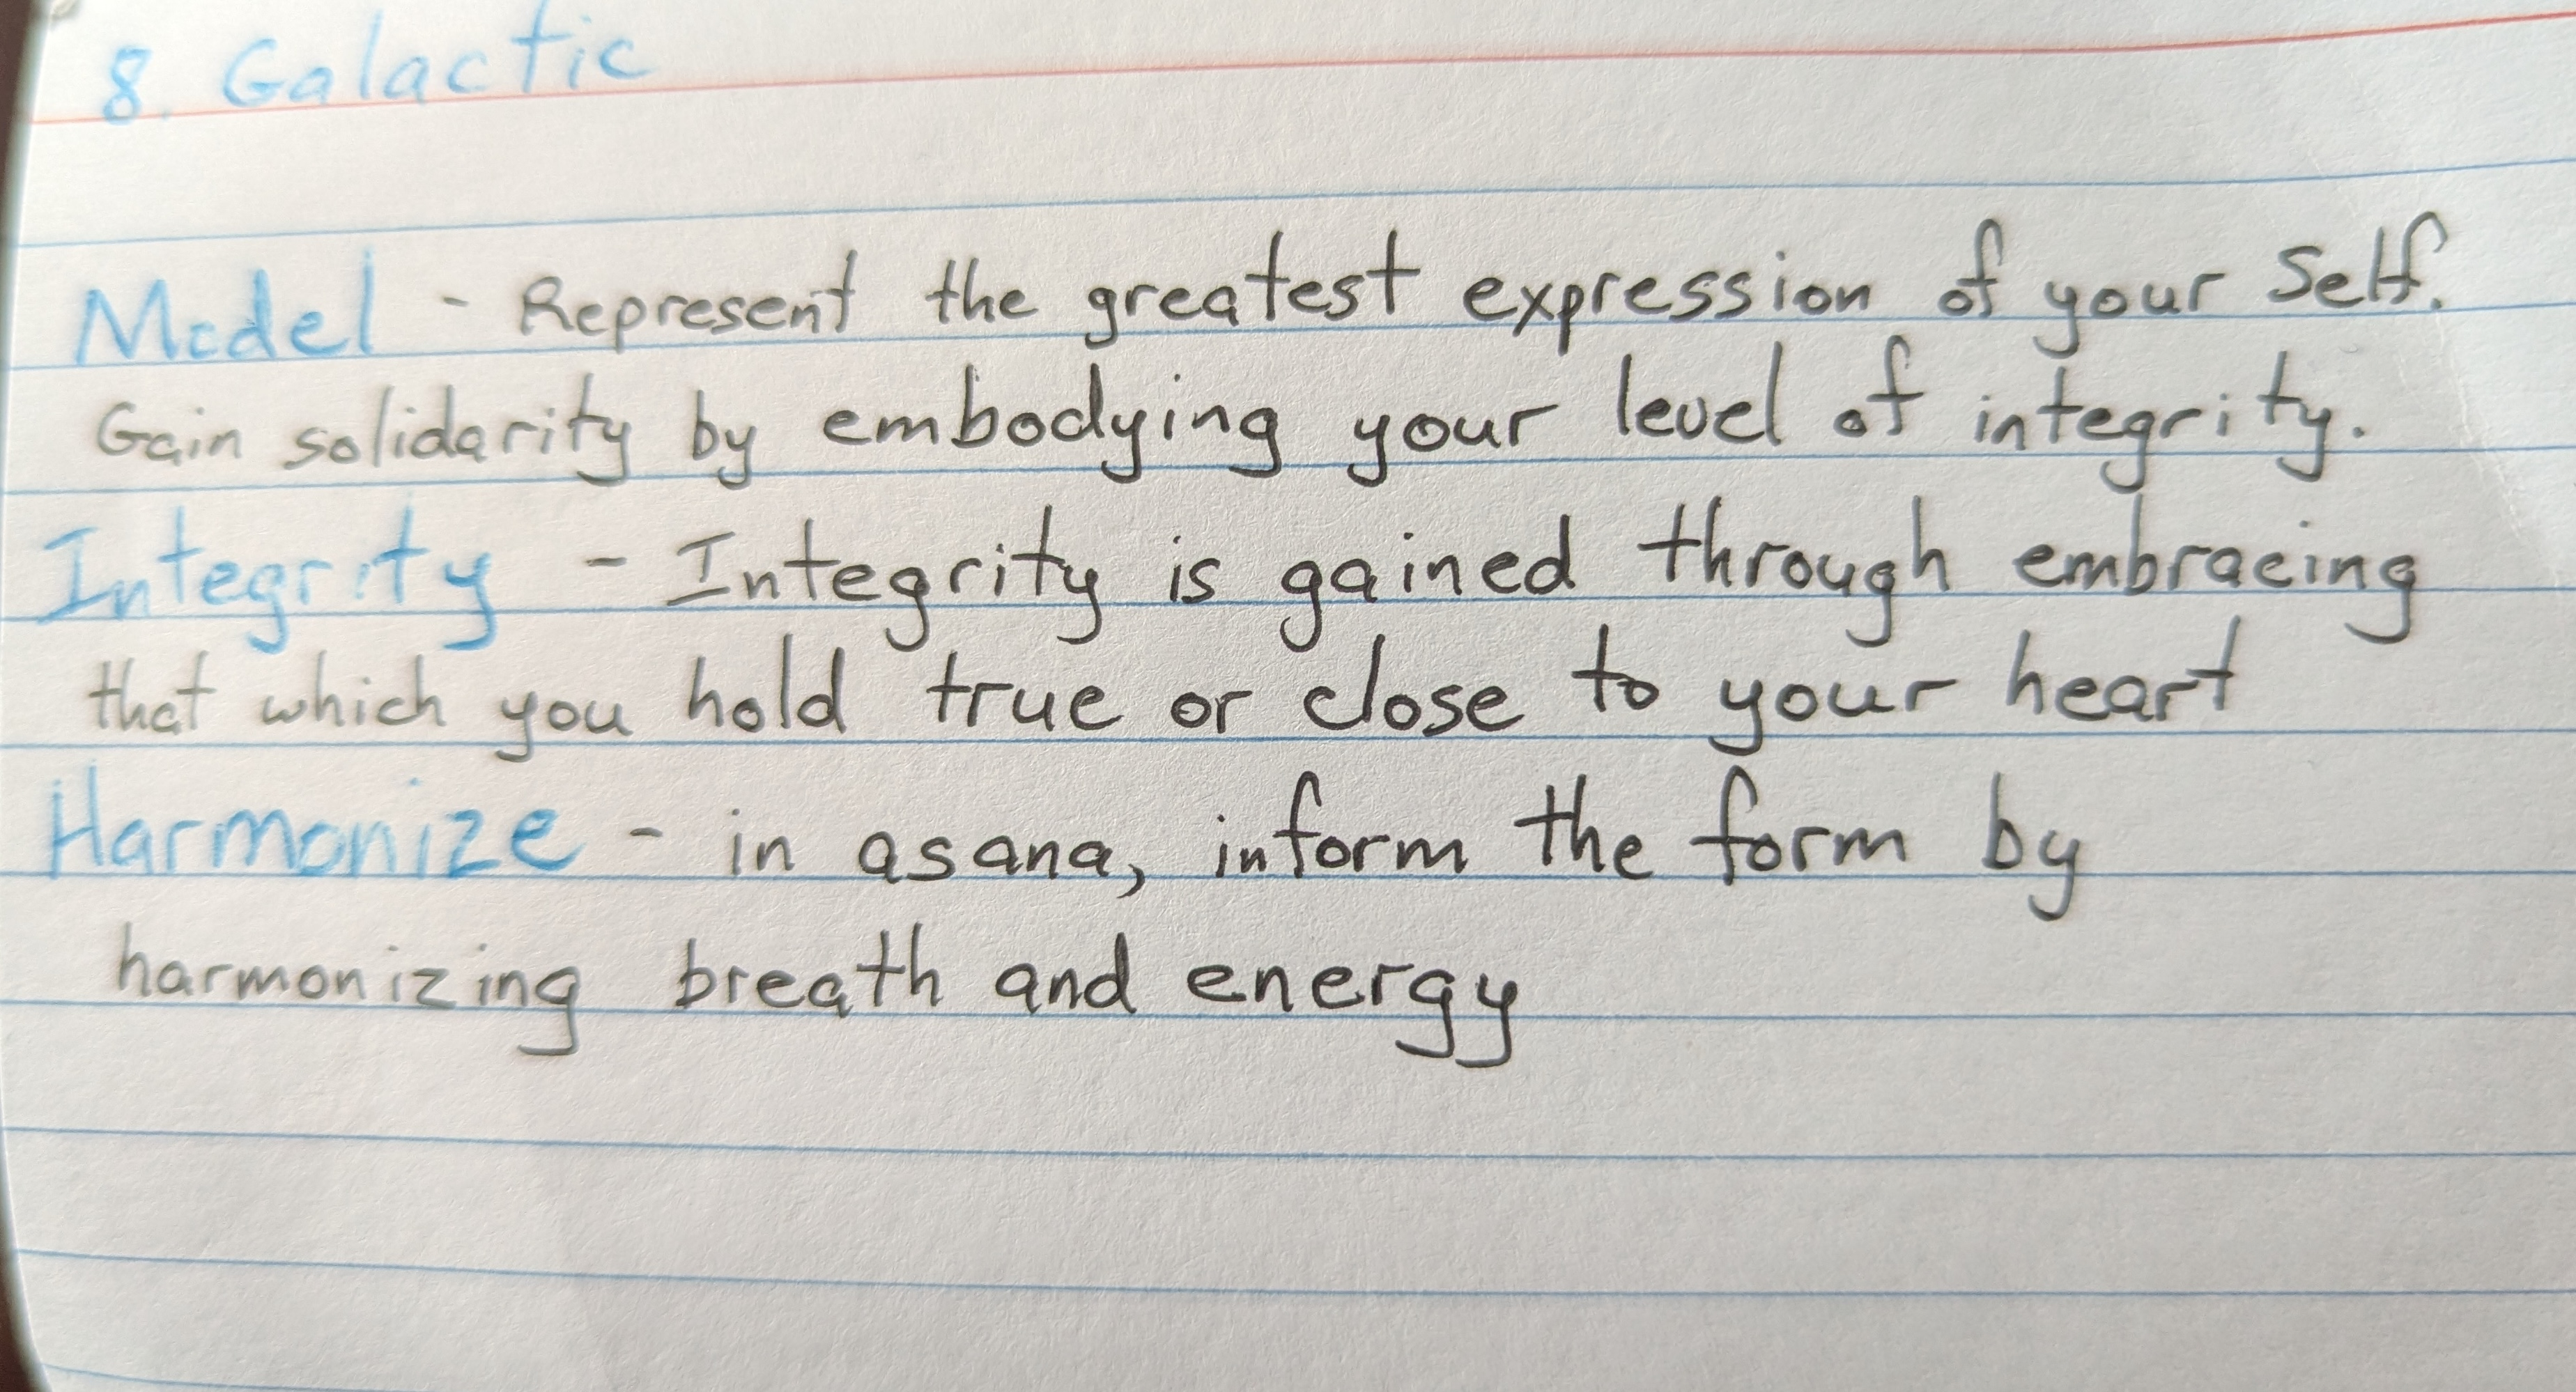 8. Galactic
Model - Represent the greatest expression of your Self.
Gain solidarity by embodying your level of integrity.
Integrity - Integrity is gained through embracing
that which you hold true or close to your heart
Harmonize - in asana, inform the form by
harmonizing breath and energy